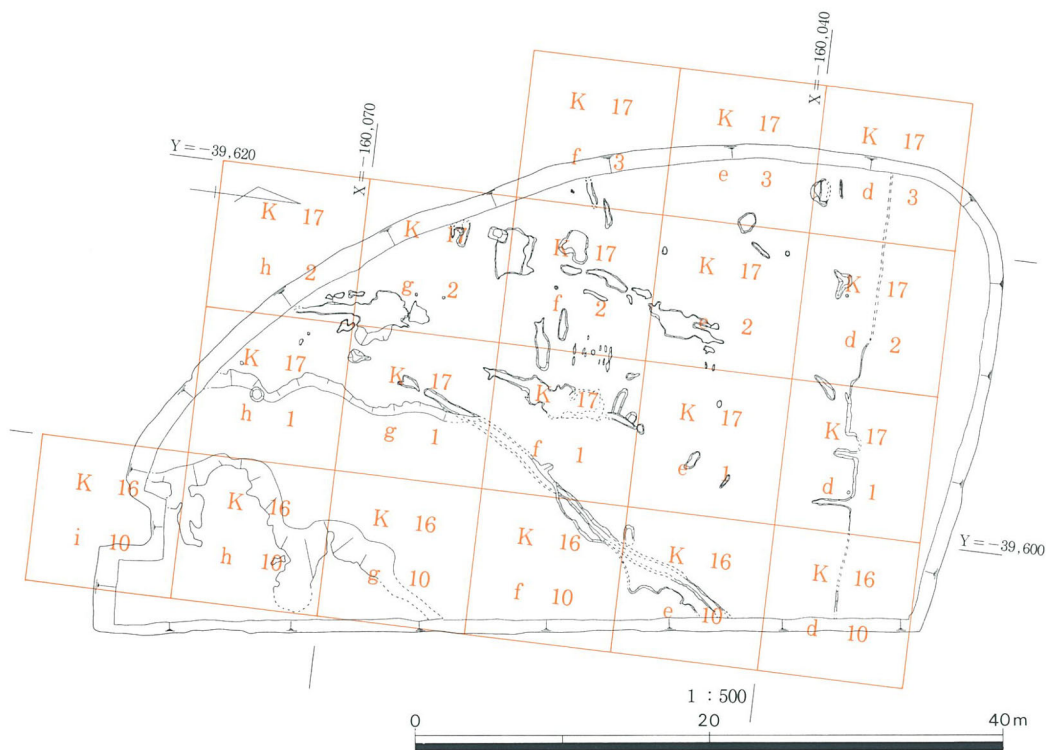 X=-160,040
K 17
K 17
K 17
X=-160,070
Y=-39,620
f 3
e 3
d 3
K 17
K 17
K 17
K 17
K 17
h 2
g 2
f 2
e 2
d 2
K 17
K 17
K 17
K 17
K 17
h 1
g 1
f 1
e 1
d 1
K 16
K 16
K 16
K 16
K 16
K 16
i 10
h 10
g 10
f 10
e 10
d 10
Y=-39,600
1 : 500
0 20 40m